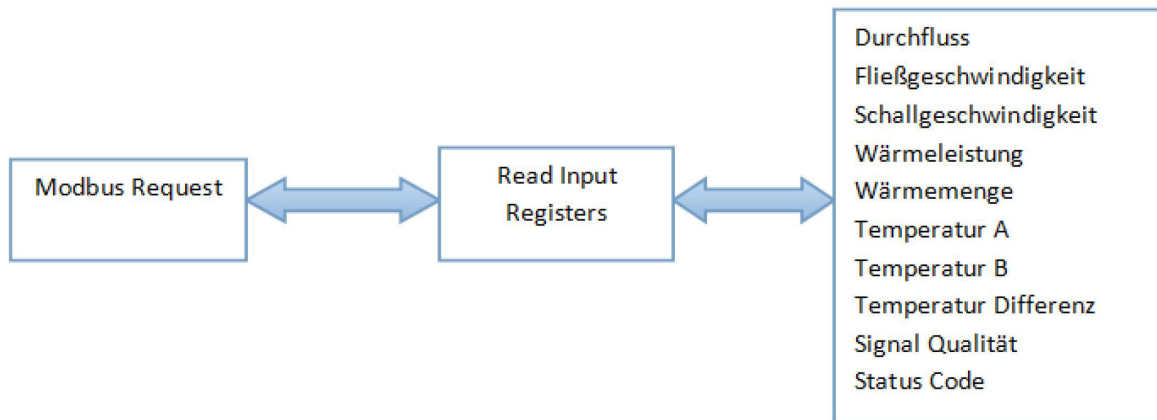 Modbus Request
Read Input
Registers
Durchfluss
Fließgeschwindigkeit
Schallgeschwindigkeit
Wärmeleistung
Wärmemenge
Temperatur A
Temperatur B
Temperatur Differenz
Signal Qualität
Status Code